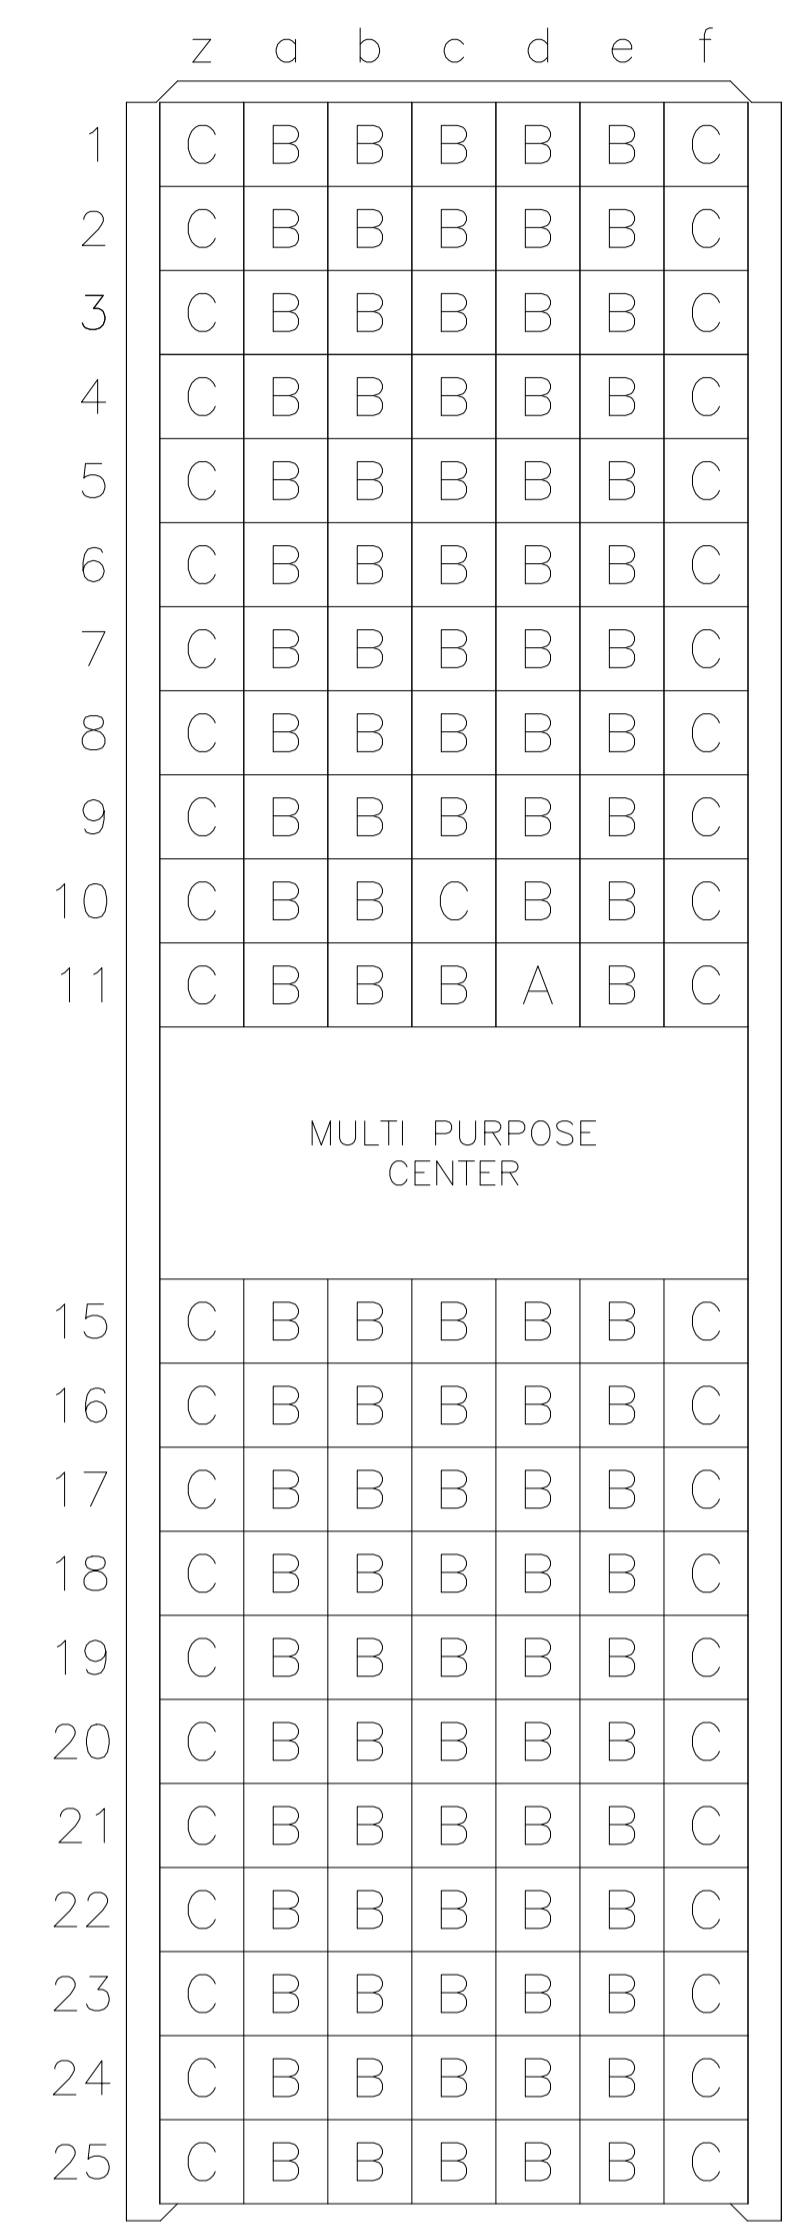 z a b c d e f
1 C B B B B B C
2 C B B B B B C
3 C B B B B B C
4 C B B B B B C
5 C B B B B B C
6 C B B B B B C
7 C B B B B B C
8 C B B B B B C
9 C B B B B B C
10 C B B C B B C
11 C B B B A B C
MULTI PURPOSE
CENTER
15 C B B B B B C
16 C B B B B B C
17 C B B B B B C
18 C B B B B B C
19 C B B B B B C
20 C B B B B B C
21 C B B B B B C
22 C B B B B B C
23 C B B B B B C
24 C B B B B B C
25 C B B B B B C